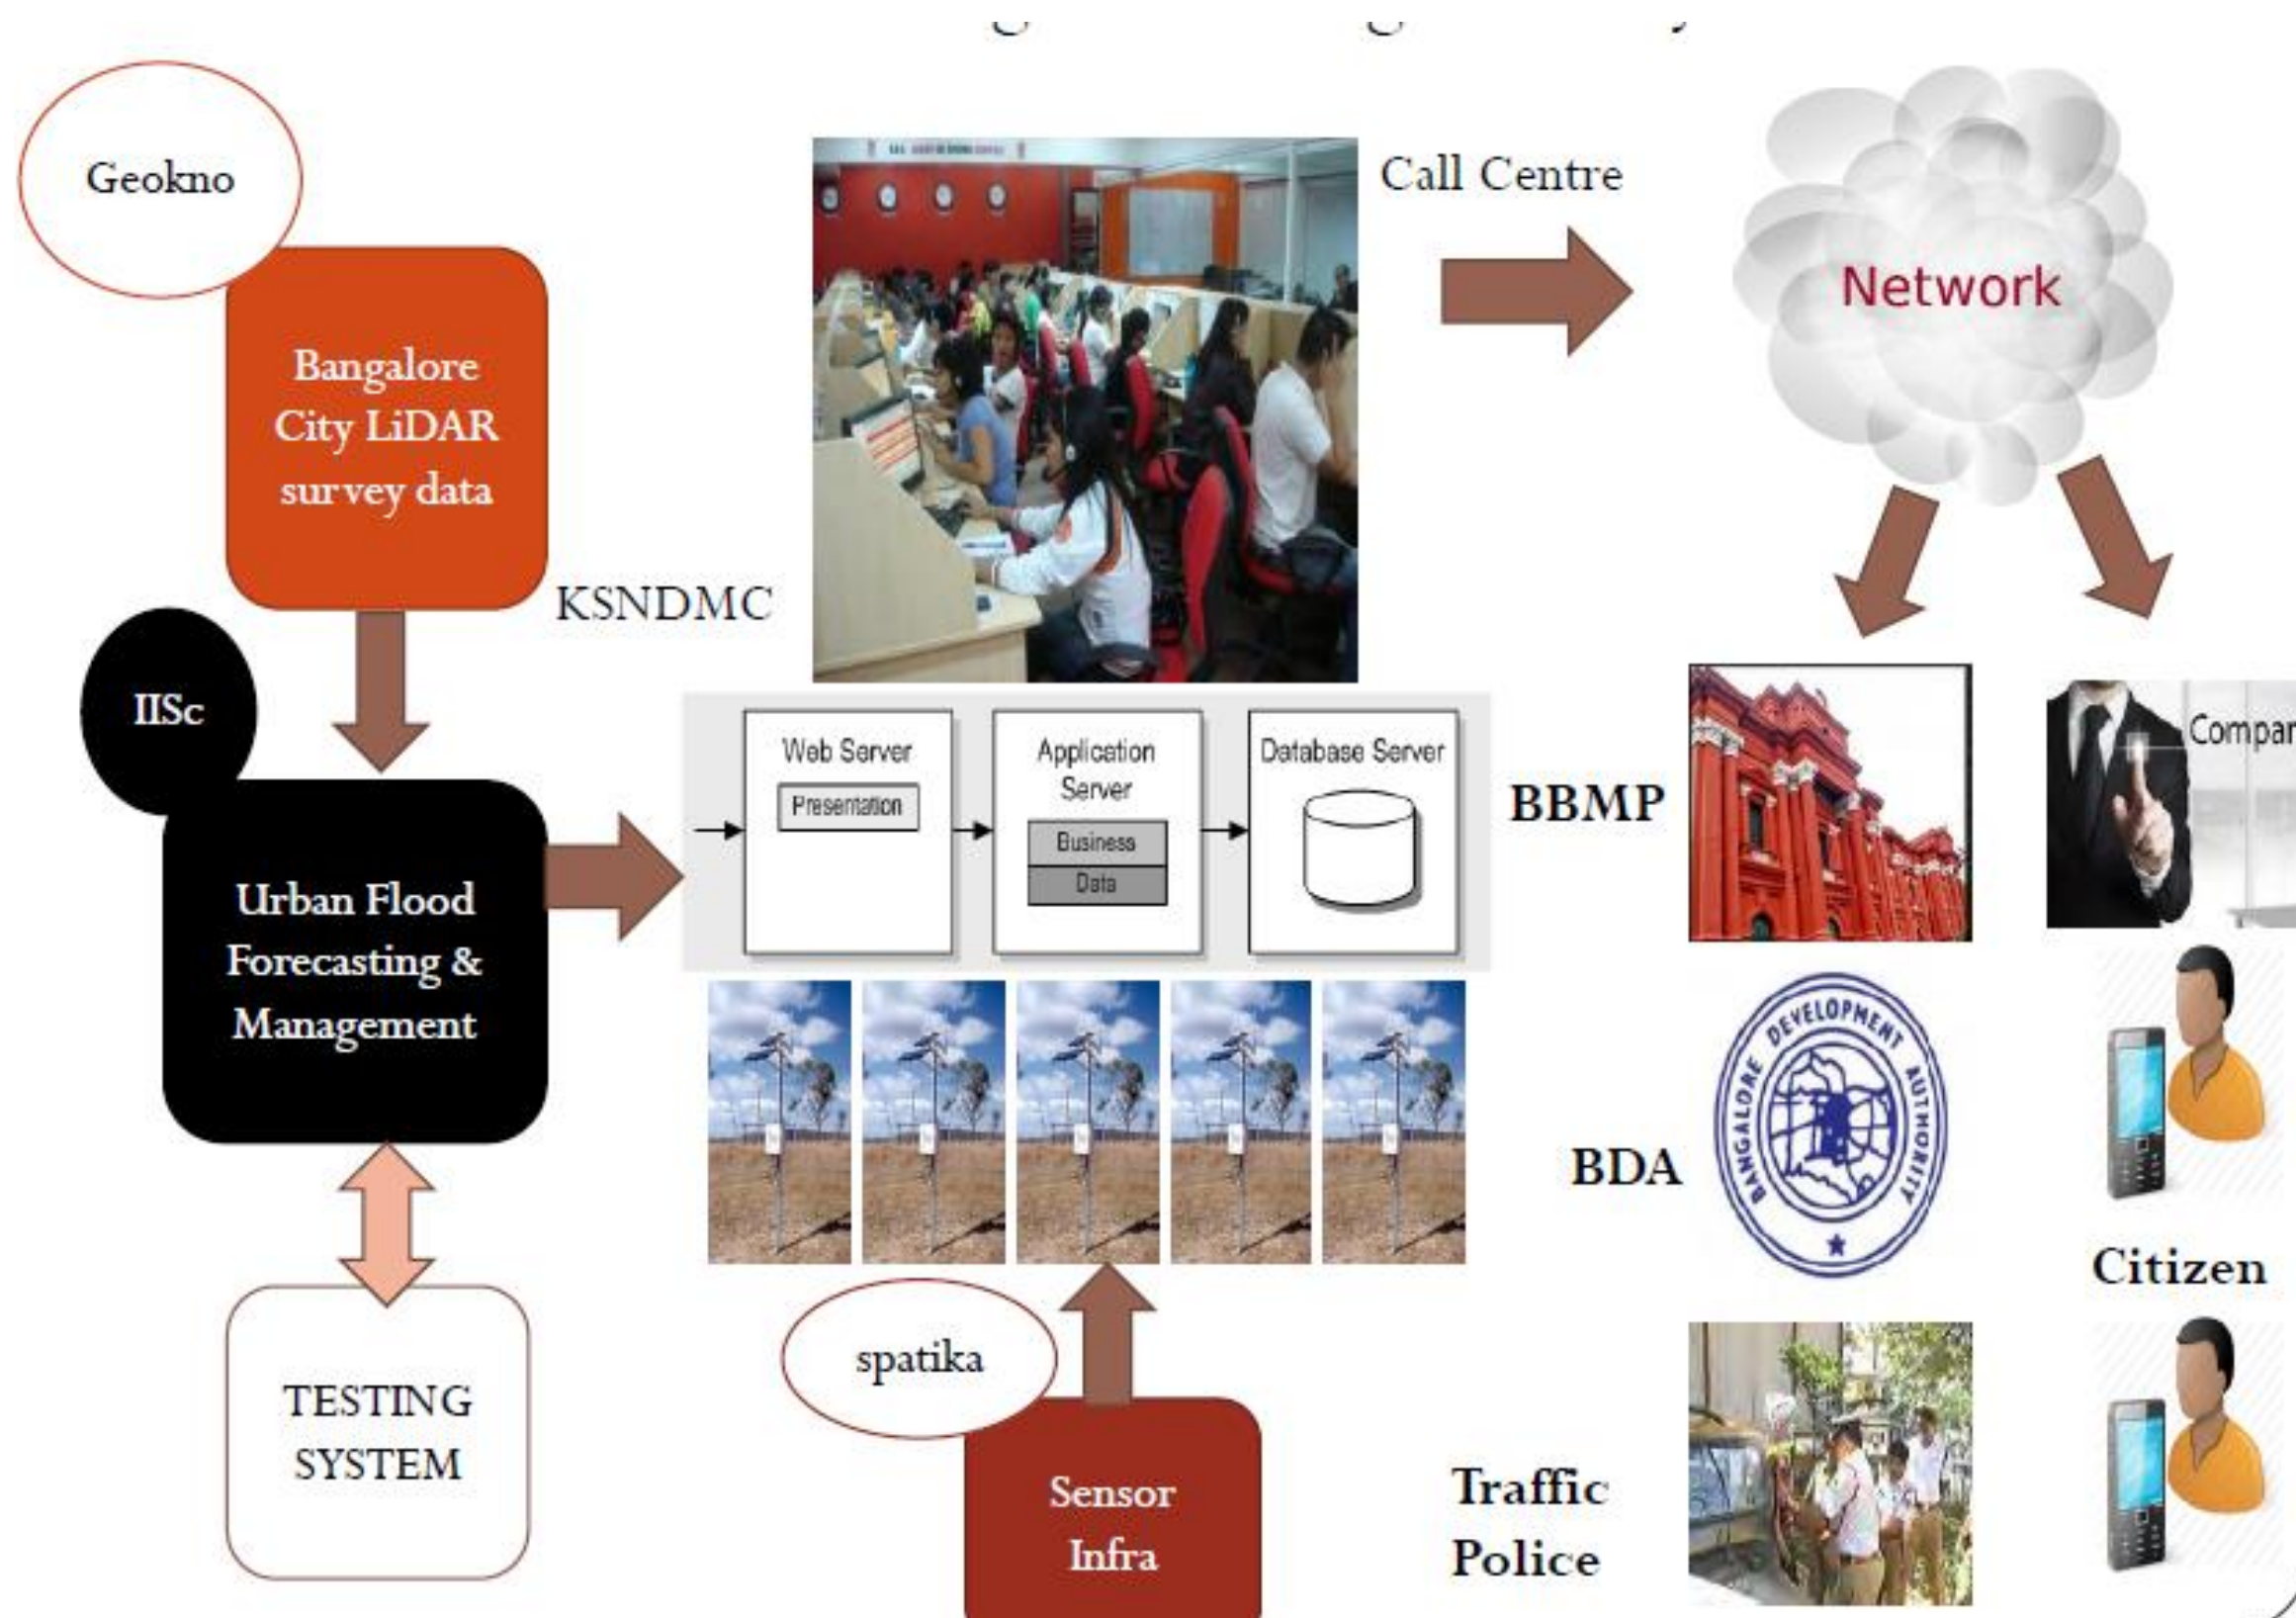 Geokno
Bangalore
City LiDAR
survey data
KSNDMC
Call Centre
Network
IISc
Urban Flood
Forecasting &
Management
TESTING
SYSTEM
Web Server
Presentation
Application
Server
Business
Data
Database Server
spatika
Sensor
Infra
BBMP
Compan
BDA
BANGALORE DEVELOPMENT AUTHORITY
Citizen
Traffic
Police